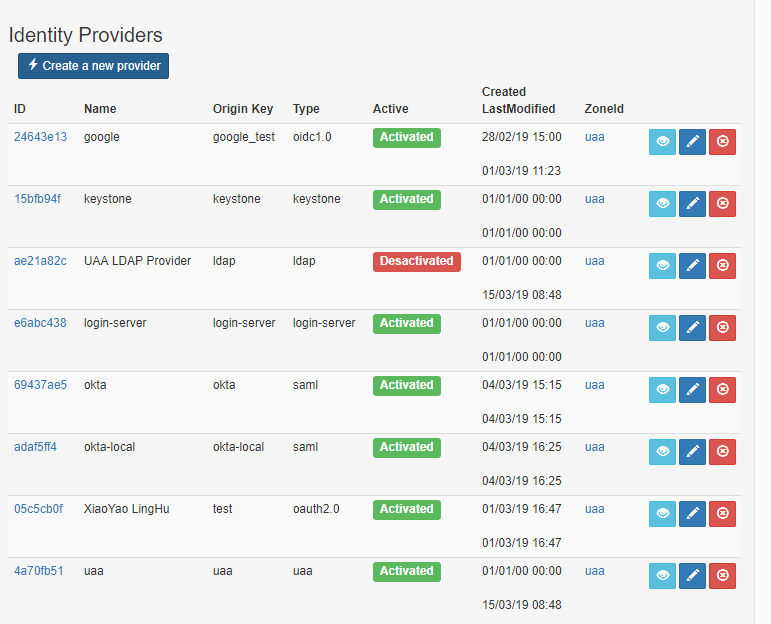 Identity Providers
Create a new provider
ID Name Origin Key Type Active Created LastModified ZoneId
24643e13 google google_test oidc1.0 Activated 28/02/19 15:00 uaa
01/03/19 11:23
15bfb94f keystone keystone keystone Activated 01/01/00 00:00 uaa
01/01/00 00:00
ae21a82c UAA LDAP Provider ldap ldap Desactivated 01/01/00 00:00 uaa
15/03/19 08:48
e6abc438 login-server login-server login-server Activated 01/01/00 00:00 uaa
01/01/00 00:00
69437ae5 okta okta saml Activated 04/03/19 15:15 uaa
04/03/19 15:15
adaf5ff4 okta-local okta-local saml Activated 04/03/19 16:25 uaa
04/03/19 16:25
05c5cb0f XiaoYao LingHu test oauth2.0 Activated 01/03/19 16:47 uaa
01/03/19 16:47
4a70fb51 uaa uaa uaa Activated 01/01/00 00:00 uaa
15/03/19 08:48